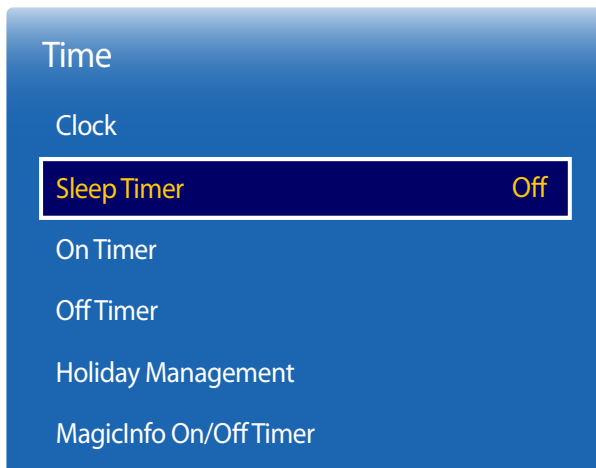 Time
Clock
Sleep Timer Off
On Timer
Off Timer
Holiday Management
MagicInfo On/Off Timer